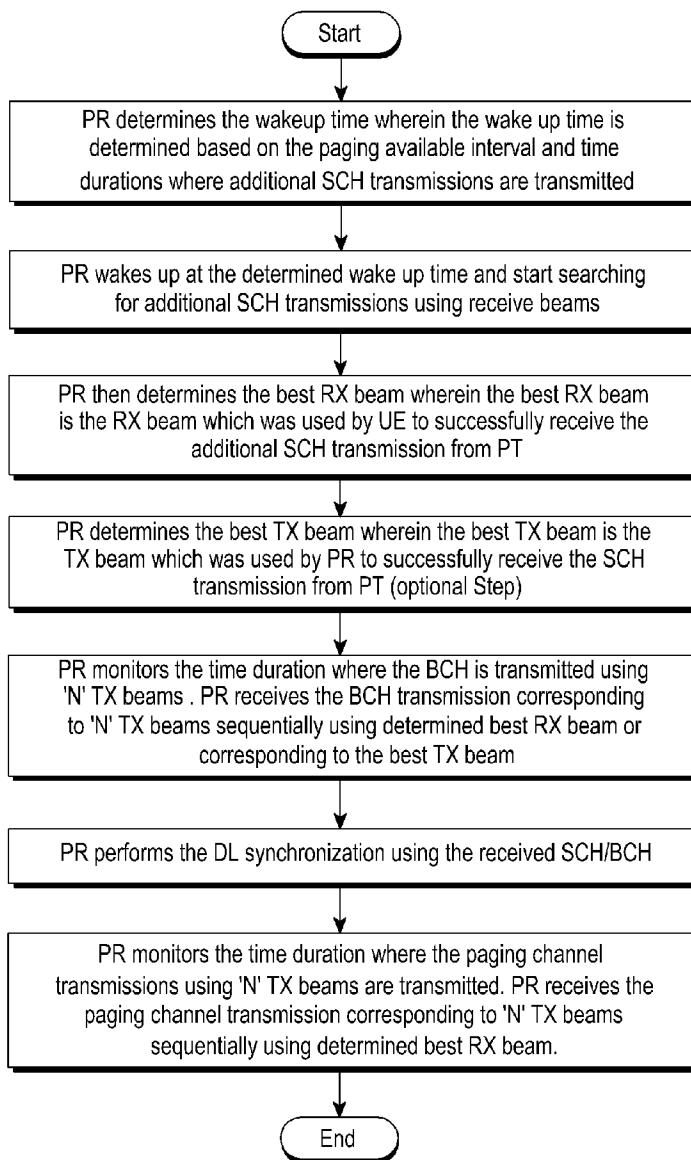 Start
PR determines the wakeup time wherein the wake up time is
determined based on the paging available interval and time
durations where additional SCH transmissions are transmitted
PR wakes up at the determined wake up time and start searching
for additional SCH transmissions using receive beams
PR then determines the best RX beam wherein the best RX beam
is the RX beam which was used by UE to successfully receive the
additional SCH transmission from PT
PR determines the best TX beam wherein the best TX beam is the
TX beam which was used by PR to successfully receive the SCH
transmission from PT (optional Step)
PR monitors the time duration where the BCH is transmitted using
'N' TX beams . PR receives the BCH transmission corresponding
to 'N' TX beams sequentially using determined best RX beam or
corresponding to the best TX beam
PR performs the DL synchronization using the received SCH/BCH
PR monitors the time duration where the paging channel
transmissions using 'N' TX beams are transmitted. PR receives the
paging channel transmission corresponding to 'N' TX beams
sequentially using determined best RX beam.
End